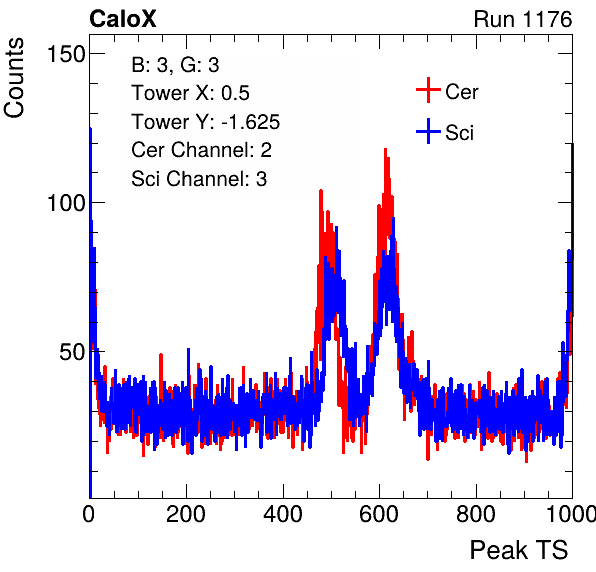 CaloX Run 1176
Counts
150
100
50
B: 3, G: 3
Tower X: 0.5
Tower Y: -1.625
Cer Channel: 2
Sci Channel: 3
Cer
Sci
0 200 400 600 800 1000
Peak TS